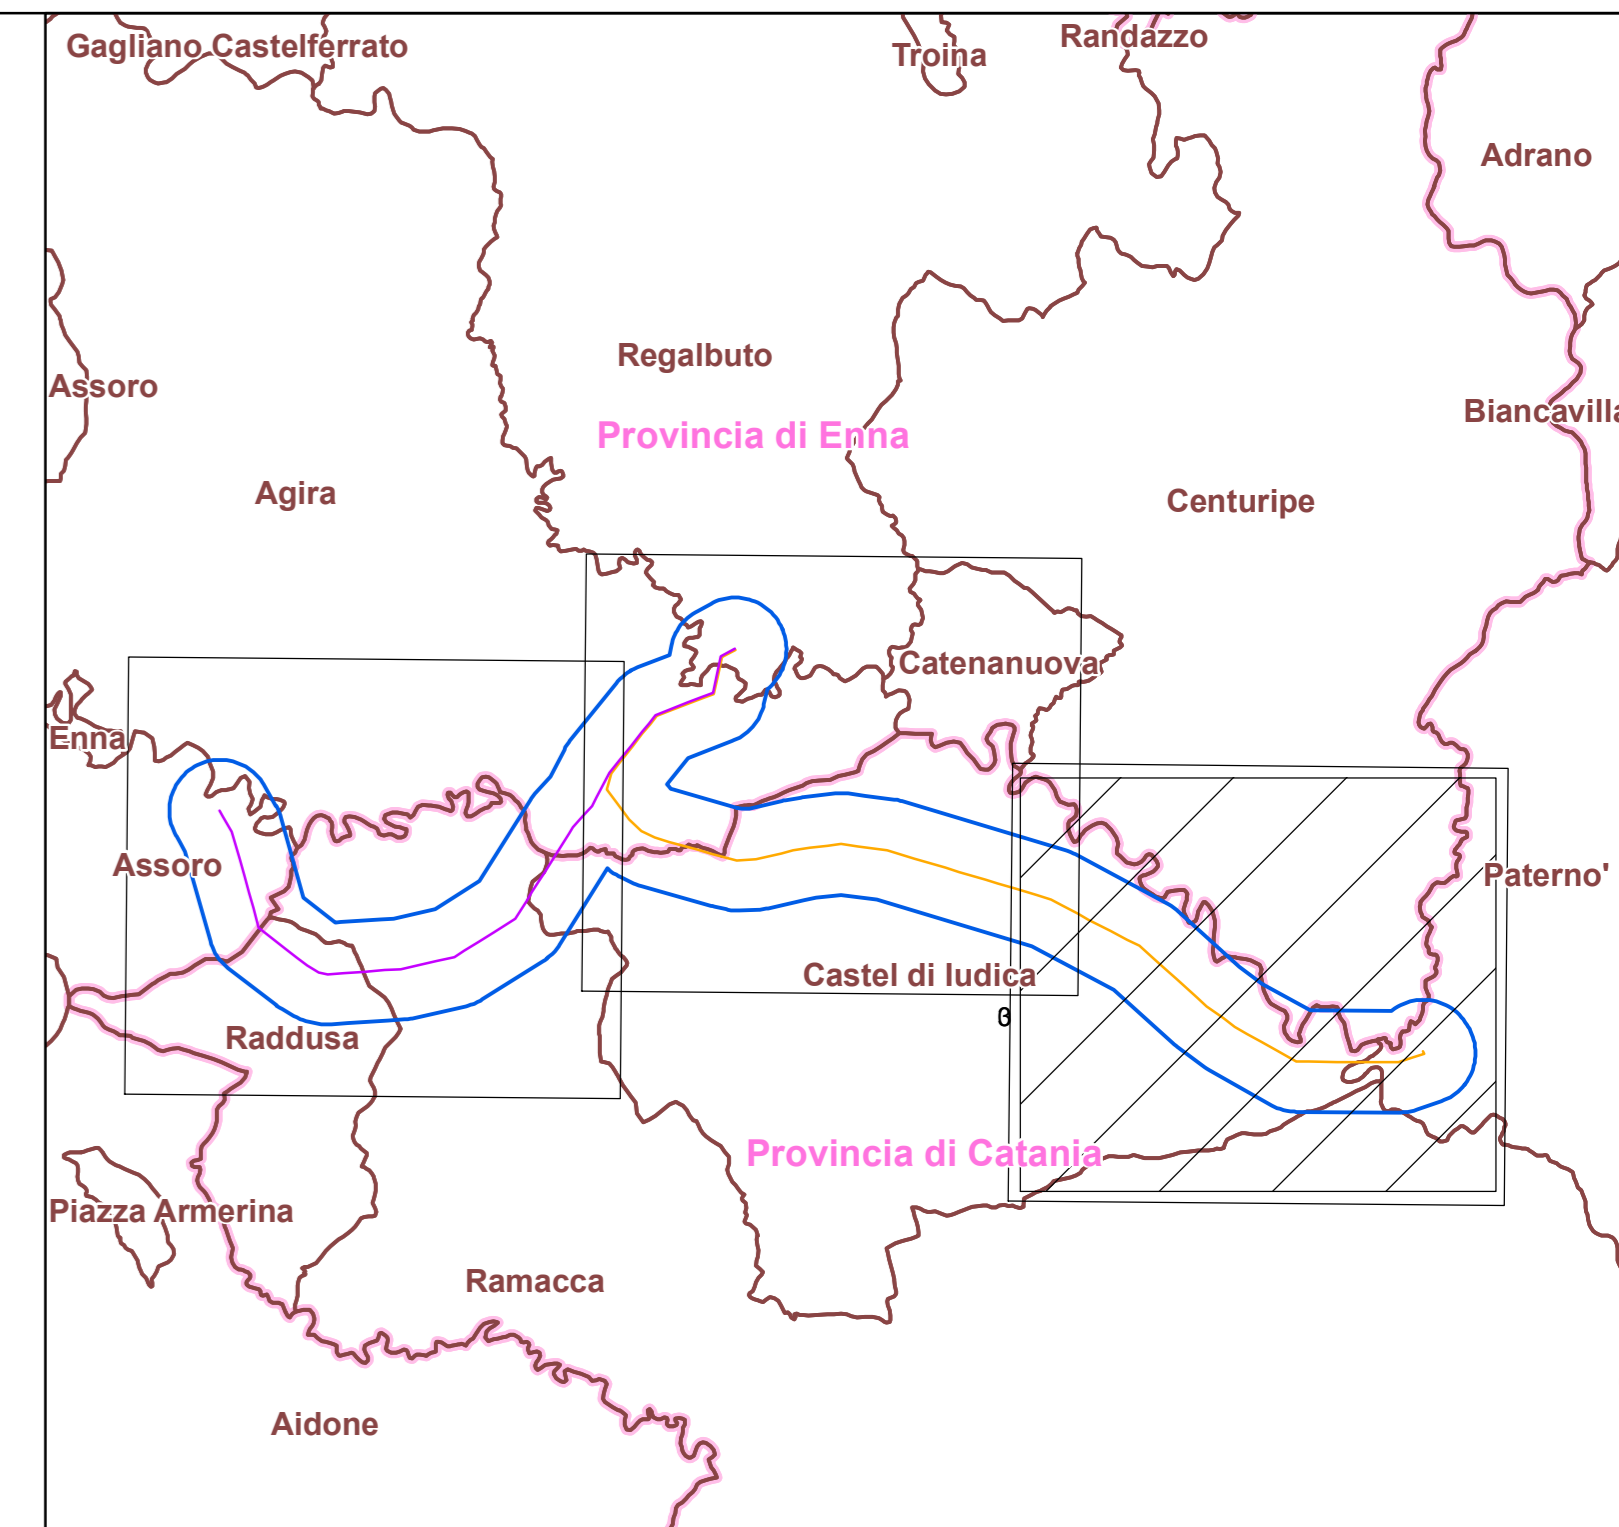 Gagliano Castelferrato
Troina
Randazzo
Adrano
Regalbuto
Assoro
Biancavilla
Provincia di Enna
Agira
Centuripe
Catenanuova
Enna
Assoro
Paterno'
Castel di Iudica
3
Raddusa
Provincia di Catania
Piazza Armerina
Ramacca
Aidone